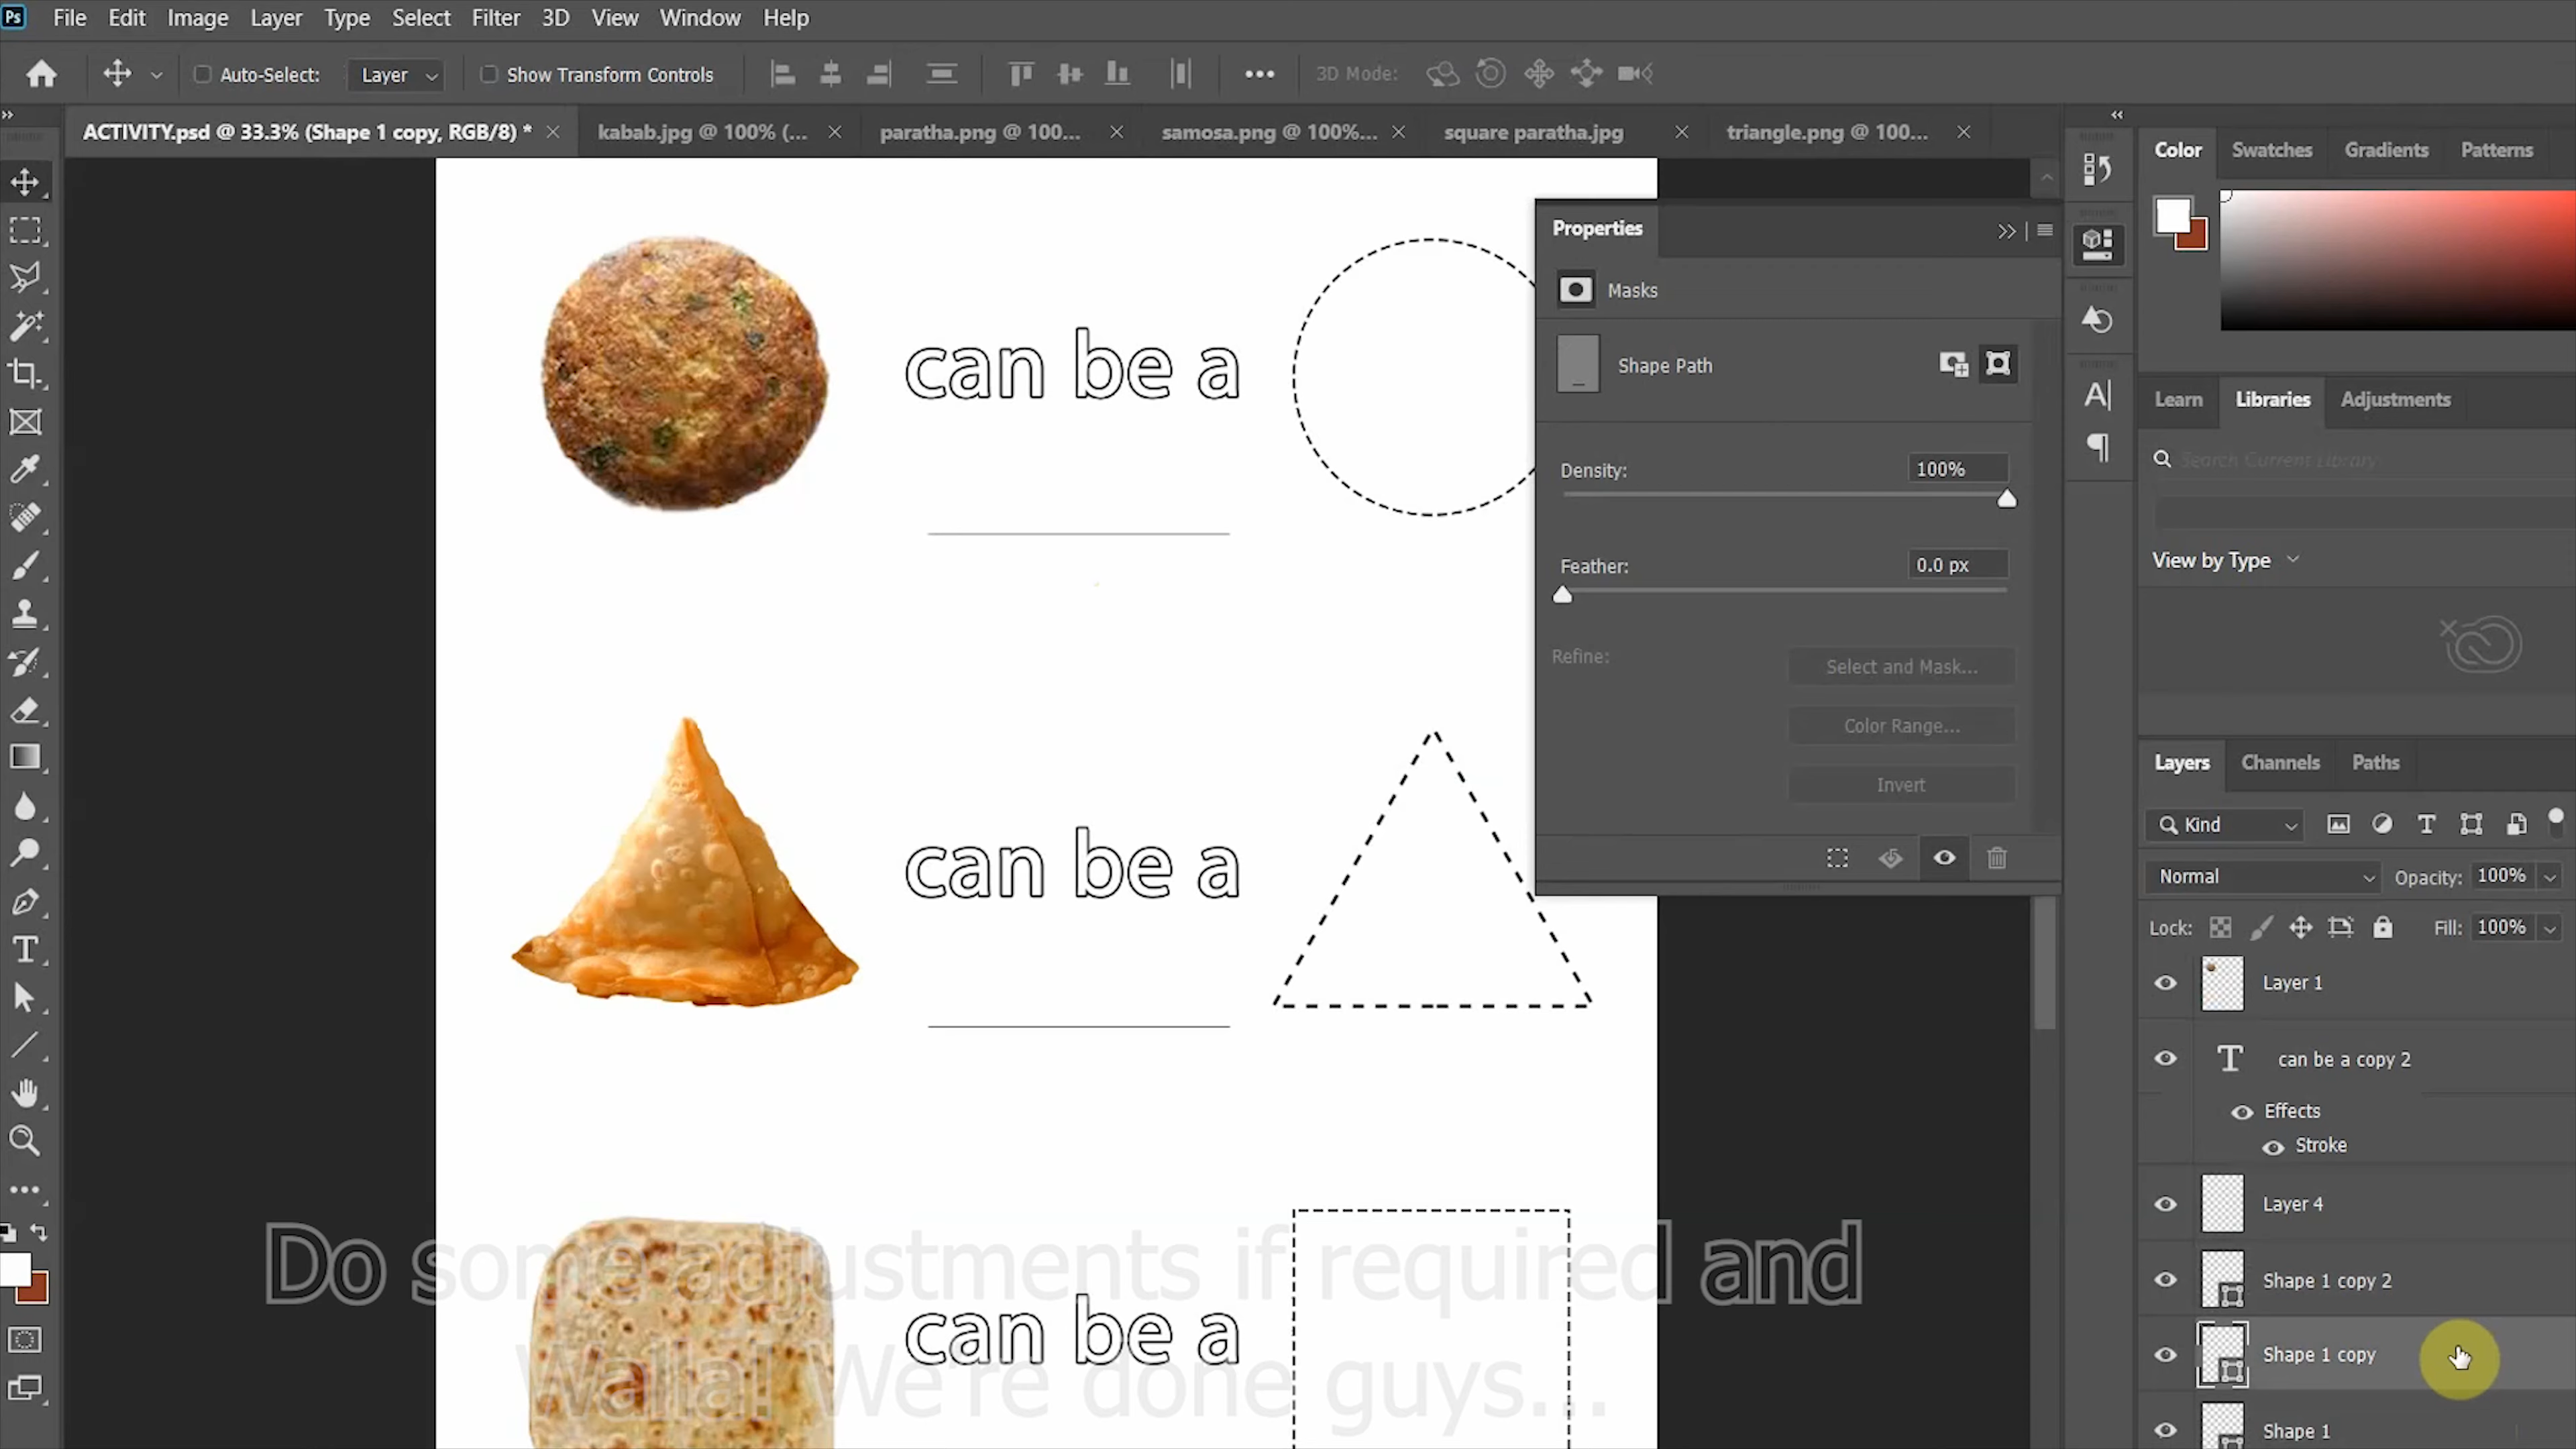 Ps File Edit Image Layer Type Select Filter 3D View Window Help
Auto-Select: Layer Show Transform Controls 3D Mode:
ACTIVITY.psd @ 33.3% (Shape 1 copy, RGB/8) * kabab.jpg @ 100% (... paratha.png @ 100... samosa.png @ 100%... square paratha.jpg triangle.png @ 100...
Color Swatches Gradients Patterns
Properties
Masks
Shape Path
Density: 100%
Feather: 0.0 px
Refine:
Select and Mask...
Color Range...
Invert
can be a
can be a
can be a
Learn Libraries Adjustments
Search Current Library
View by Type
Layers Channels Paths
Kind
Normal Opacity: 100%
Lock: Fill: 100%
Layer 1
can be a copy 2
Effects
Stroke
Layer 4
Shape 1 copy 2
Shape 1 copy
Shape 1
Do some adjustments if required and
Walla! We're done guys...